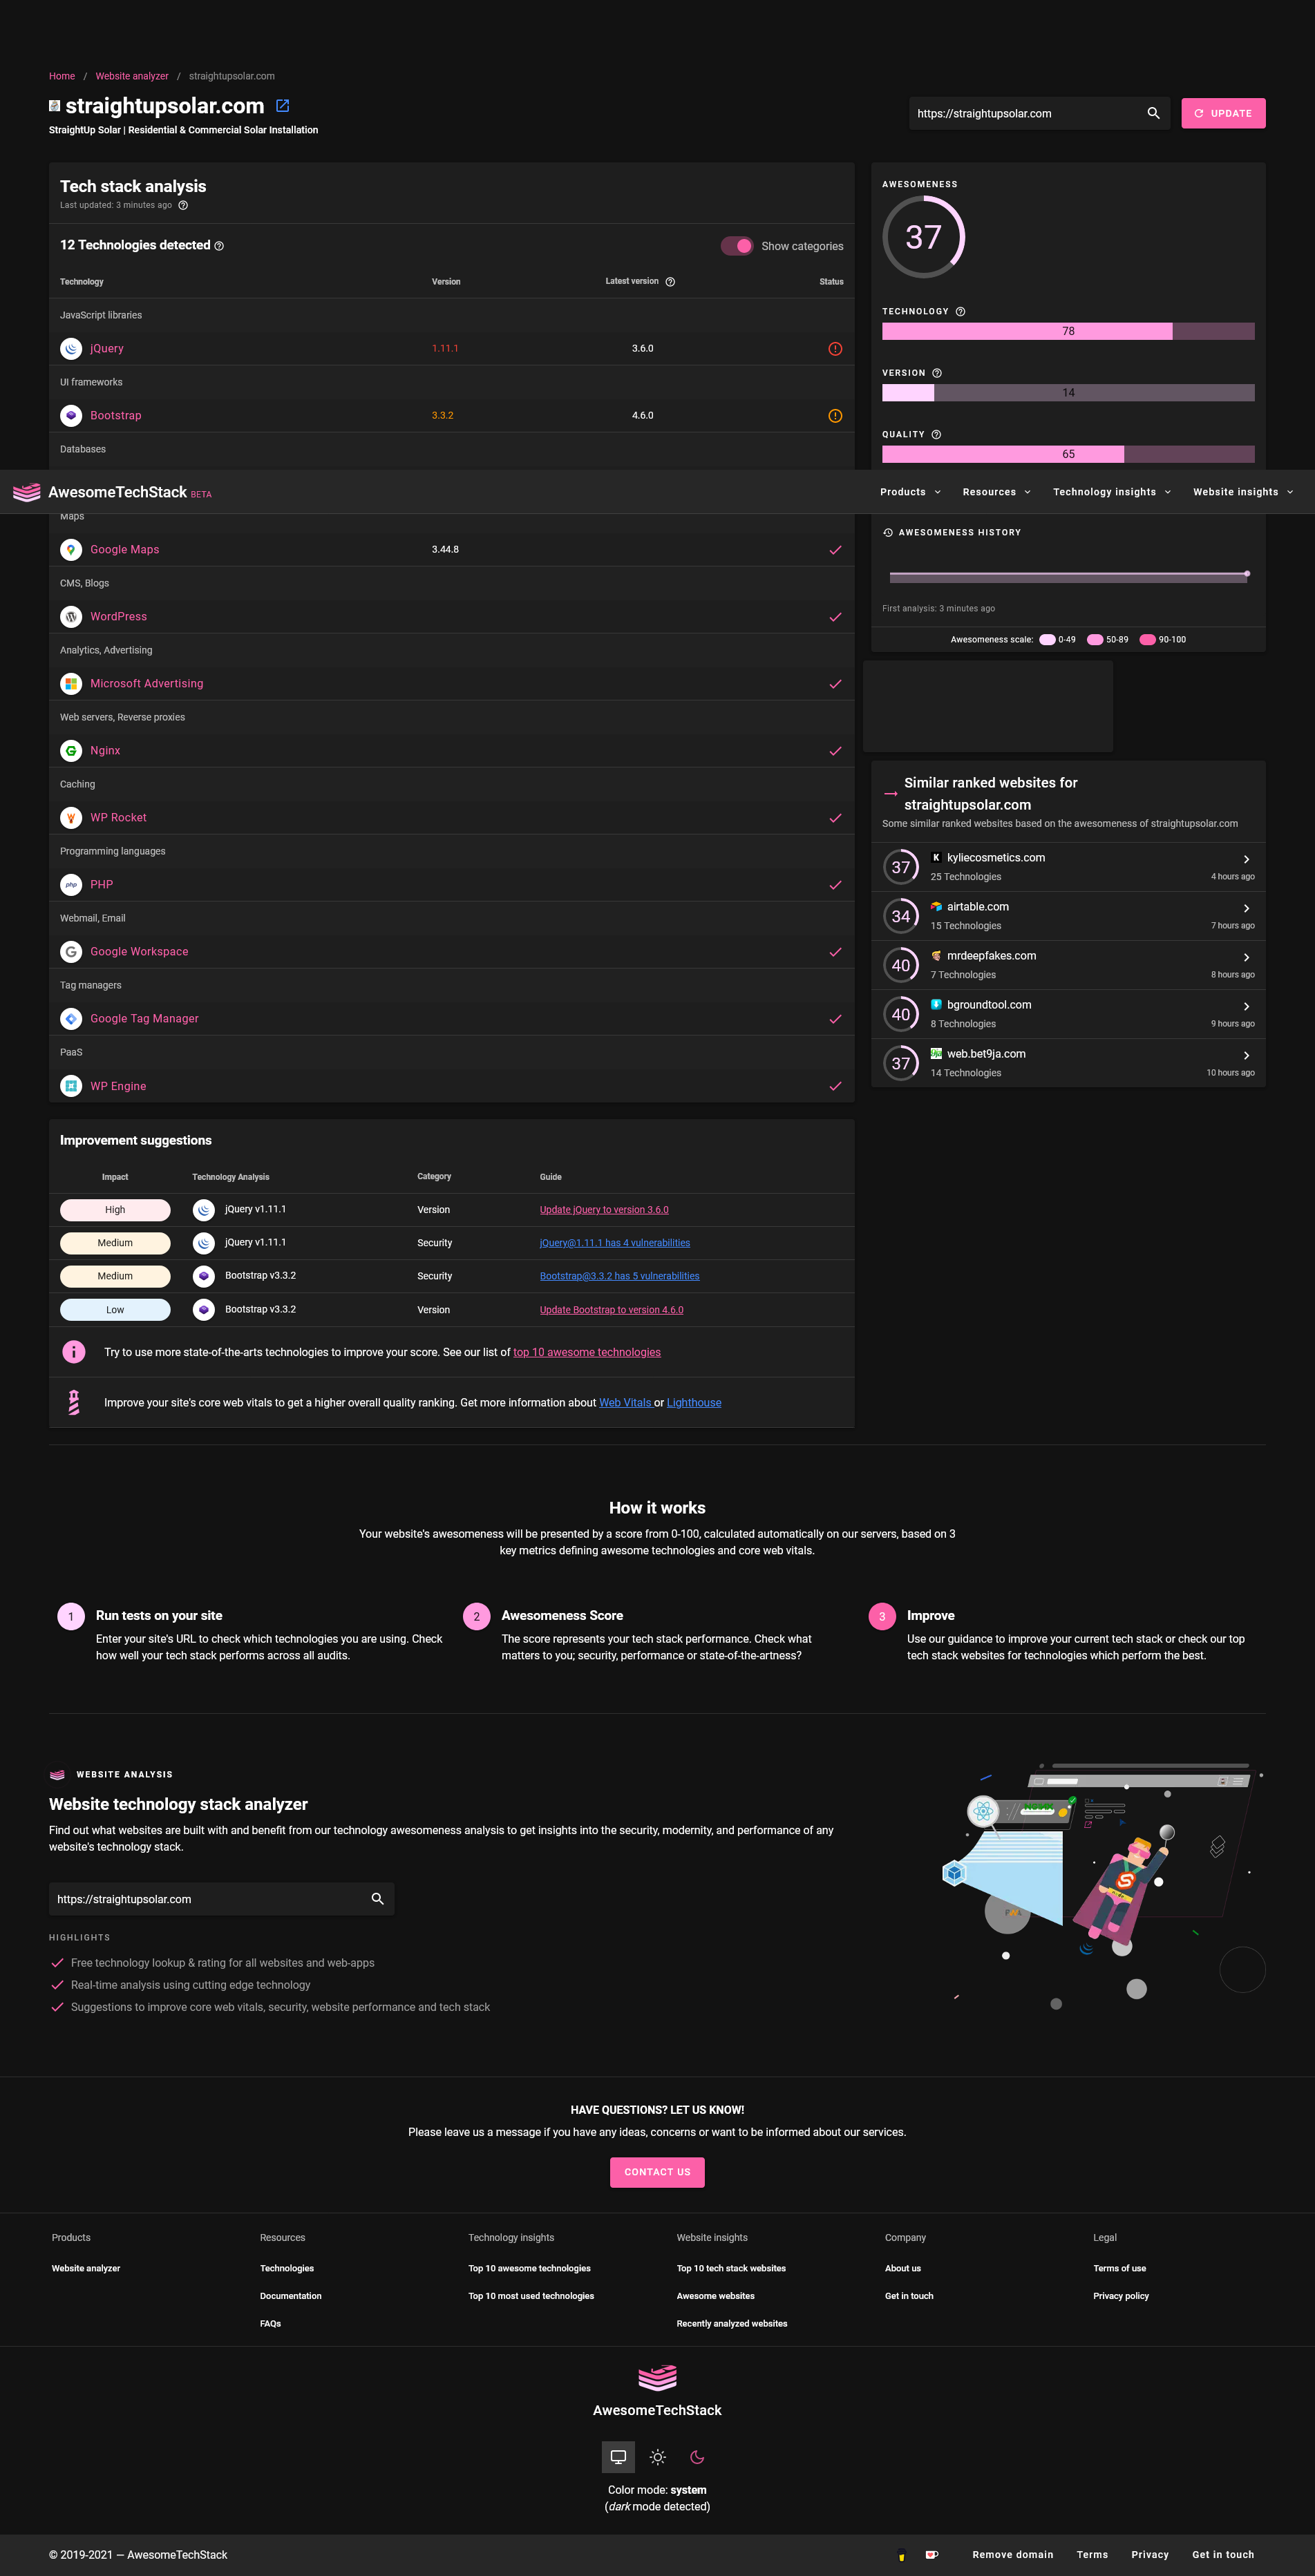 Home / Website analyzer / straightupsolar.com
straightupsolar.com
StraightUp Solar | Residential & Commercial Solar Installation
https://straightupsolar.com
UPDATE
Tech stack analysis
Last updated: 3 minutes ago
12 Technologies detected
Show categories
Technology Version Latest version Status
JavaScript libraries
jQuery 1.11.1 3.6.0
UI frameworks
Bootstrap 3.3.2 4.6.0
Databases
AWESOMENESS
37
TECHNOLOGY
78
VERSION
14
QUALITY
65
AwesomeTechStack BETA
Products Resources Technology insights Website insights
Maps
Google Maps 3.44.8
CMS, Blogs
WordPress
Analytics, Advertising
Microsoft Advertising
Web servers, Reverse proxies
Nginx
Caching
WP Rocket
Programming languages
PHP
Webmail, Email
Google Workspace
Tag managers
Google Tag Manager
PaaS
WP Engine
AWESOMENESS HISTORY
First analysis: 3 minutes ago
Awesomeness scale: 0-49 50-89 90-100
Similar ranked websites for
straightupsolar.com
Some similar ranked websites based on the awesomeness of straightupsolar.com
37 kyliecosmetics.com
25 Technologies 4 hours ago
34 airtable.com
15 Technologies 7 hours ago
40 mrdeepfakes.com
7 Technologies 8 hours ago
40 bgroundtool.com
8 Technologies 9 hours ago
37 web.bet9ja.com
14 Technologies 10 hours ago
Improvement suggestions
Impact Technology Analysis Category Guide
High jQuery v1.11.1 Version Update jQuery to version 3.6.0
Medium jQuery v1.11.1 Security jQuery@1.11.1 has 4 vulnerabilities
Medium Bootstrap v3.3.2 Security Bootstrap@3.3.2 has 5 vulnerabilities
Low Bootstrap v3.3.2 Version Update Bootstrap to version 4.6.0
Try to use more state-of-the-arts technologies to improve your score. See our list of top 10 awesome technologies
Improve your site's core web vitals to get a higher overall quality ranking. Get more information about Web Vitals or Lighthouse
How it works
Your website's awesomeness will be presented by a score from 0-100, calculated automatically on our servers, based on 3
key metrics defining awesome technologies and core web vitals.
1 Run tests on your site
Enter your site's URL to check which technologies you are using. Check
how well your tech stack performs across all audits.
2 Awesomeness Score
The score represents your tech stack performance. Check what
matters to you; security, performance or state-of-the-artness?
3 Improve
Use our guidance to improve your current tech stack or check our top
tech stack websites for technologies which perform the best.
WEBSITE ANALYSIS
Website technology stack analyzer
Find out what websites are built with and benefit from our technology awesomeness analysis to get insights into the security, modernity, and performance of any
website's technology stack.
https://straightupsolar.com
HIGHLIGHTS
Free technology lookup & rating for all websites and web-apps
Real-time analysis using cutting edge technology
Suggestions to improve core web vitals, security, website performance and tech stack
HAVE QUESTIONS? LET US KNOW!
Please leave us a message if you have any ideas, concerns or want to be informed about our services.
CONTACT US
Products Resources Technology insights Website insights Company Legal
Website analyzer Technologies Top 10 awesome technologies Top 10 tech stack websites About us Terms of use
Documentation Top 10 most used technologies Awesome websites Get in touch Privacy policy
FAQs Recently analyzed websites
AwesomeTechStack
Color mode: system
(dark mode detected)
© 2019-2021 — AwesomeTechStack
Remove domain Terms Privacy Get in touch